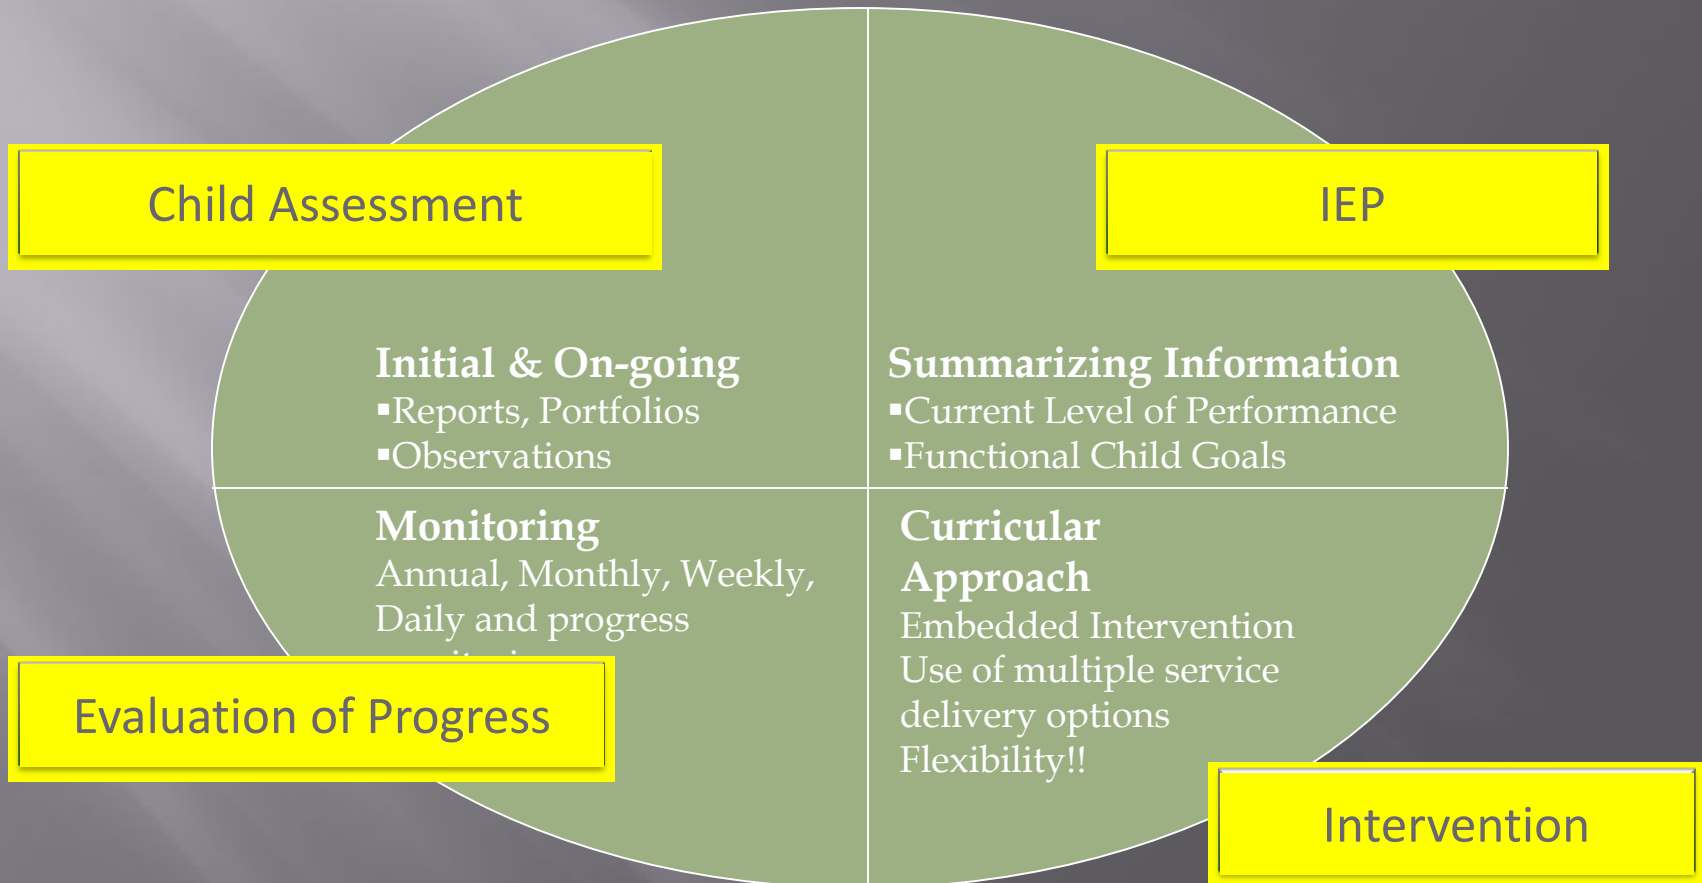 Child Assessment
IEP
Initial & On-going
▪Reports, Portfolios
▪Observations
Summarizing Information
▪Current Level of Performance
▪Functional Child Goals
Monitoring
Annual, Monthly, Weekly,
Daily and progress
Evaluation of Progress
Curricular
Approach
Embedded Intervention
Use of multiple service
delivery options
Flexibility!!
Intervention